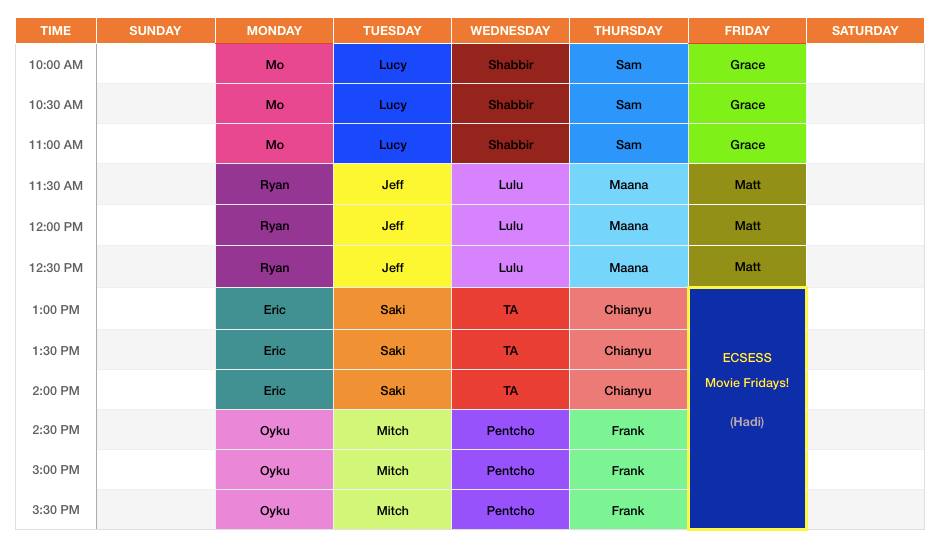 TIME SUNDAY MONDAY TUESDAY WEDNESDAY THURSDAY FRIDAY SATURDAY
10:00 AM Mo Lucy Shabbir Sam Grace
10:30 AM Mo Lucy Shabbir Sam Grace
11:00 AM Mo Lucy Shabbir Sam Grace
11:30 AM Ryan Jeff Lulu Maana Matt
12:00 PM Ryan Jeff Lulu Maana Matt
12:30 PM Ryan Jeff Lulu Maana Matt
1:00 PM Eric Saki TA Chianyu
1:30 PM Eric Saki TA Chianyu
2:00 PM Eric Saki TA Chianyu
2:30 PM Oyku Mitch Pentcho Frank
3:00 PM Oyku Mitch Pentcho Frank
3:30 PM Oyku Mitch Pentcho Frank
ECSESS
Movie Fridays!
(Hadi)